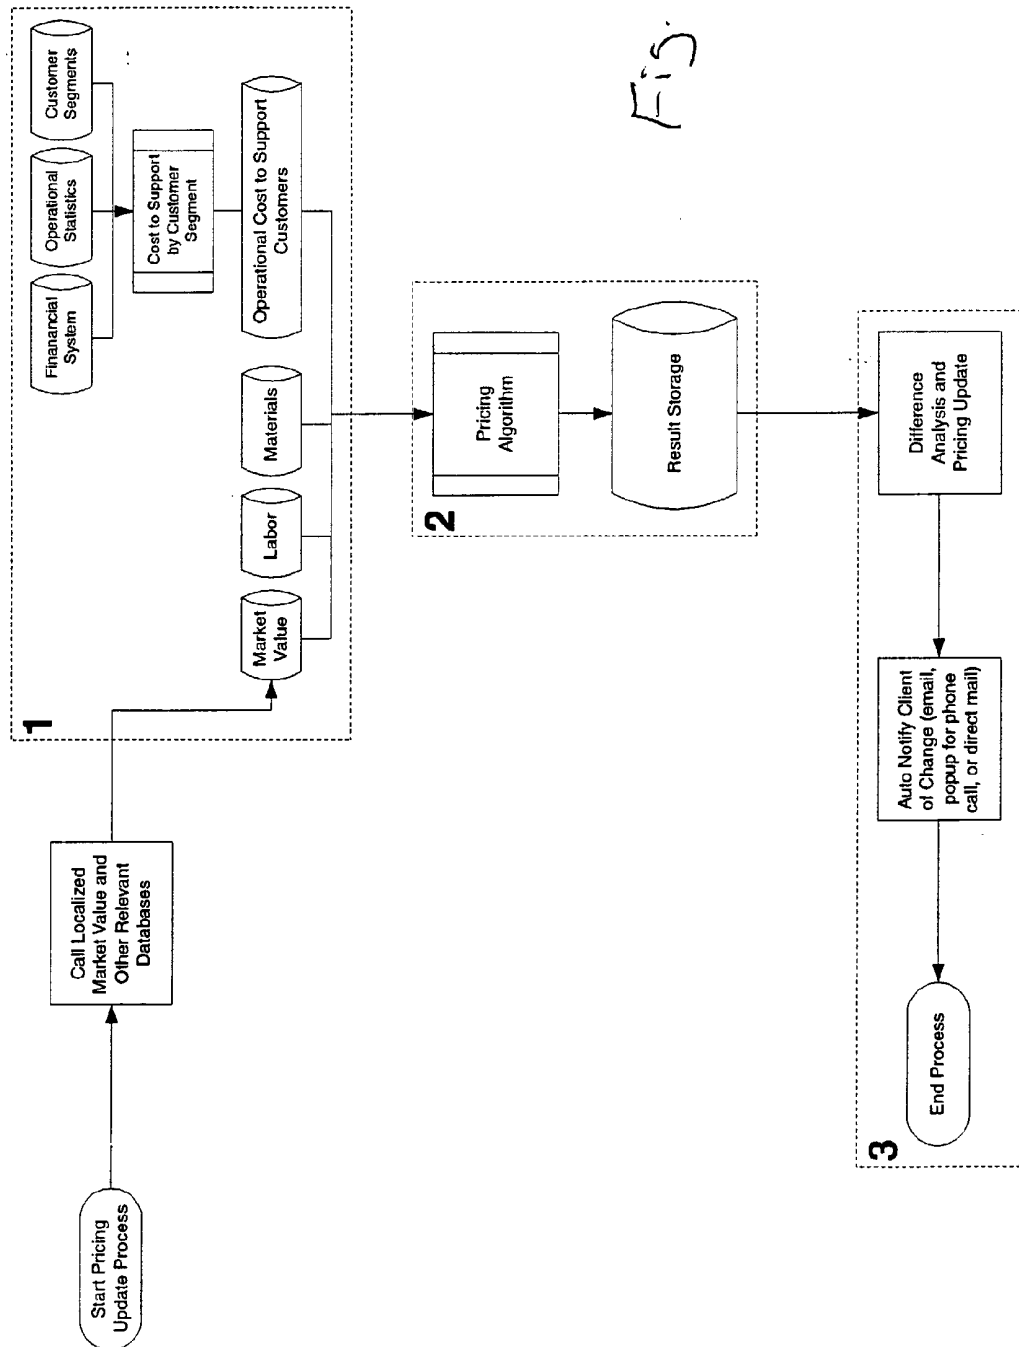 Start Pricing
Update Process
Call Localized
Market Value and
Other Relevant
Databases
1
Finanancial
System
Operational
Statistics
Customer
Segments
Cost to Support
by Customer
Segment
Market
Value
Labor
Materials
Operational Cost to Support
Customers
2
Pricing
Algorithm
Result Storage
3
Difference
Analysis and
Pricing Update
Auto Notify Client
of Change (email,
popup for phone
call, or direct mail)
End Process
Fig.